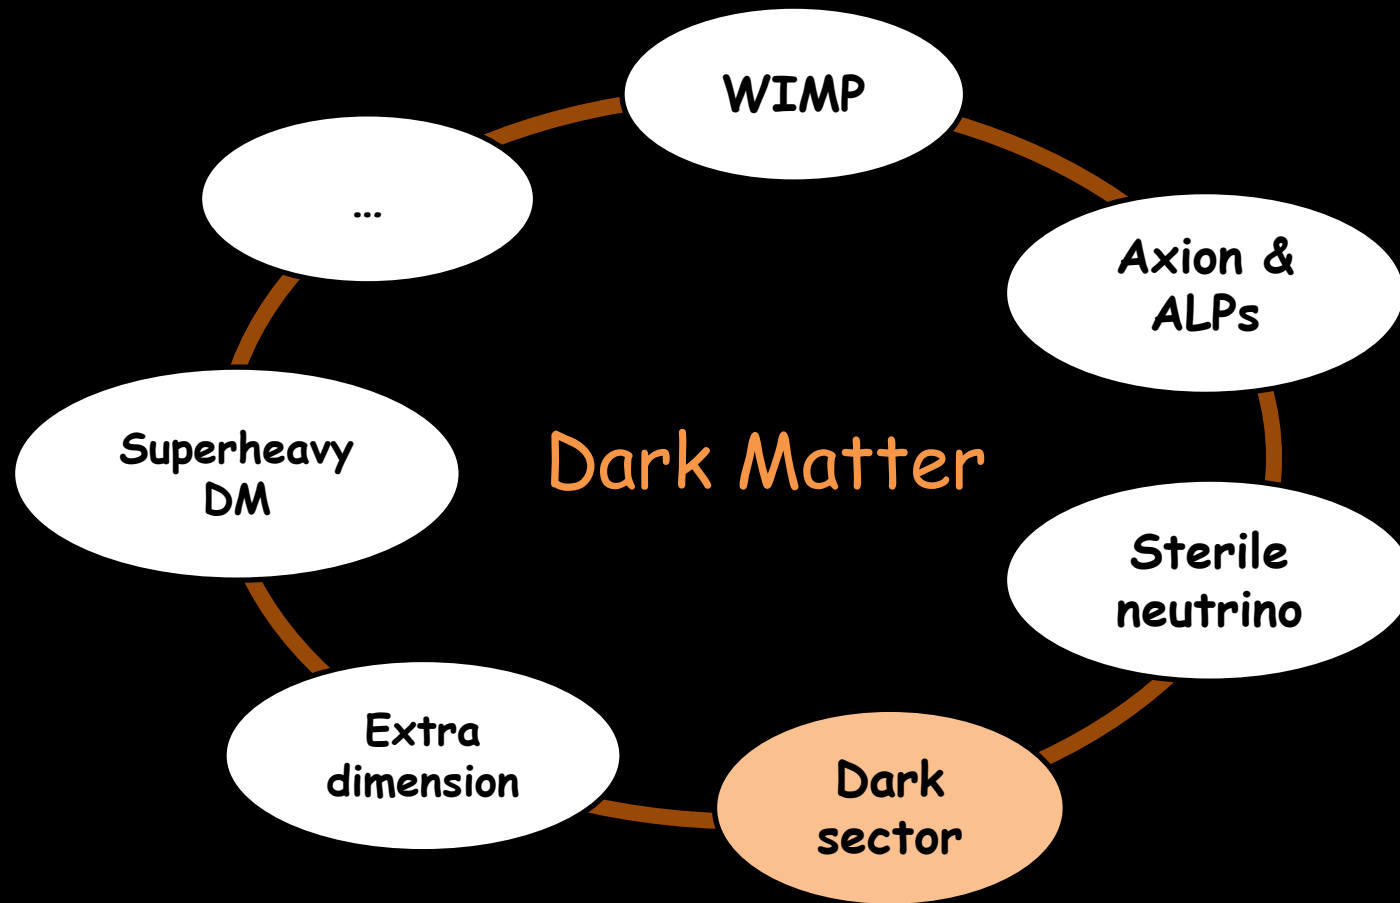 WIMP
...
Axion &
ALPs
Superheavy
DM
Dark Matter
Sterile
neutrino
Extra
dimension
Dark
sector